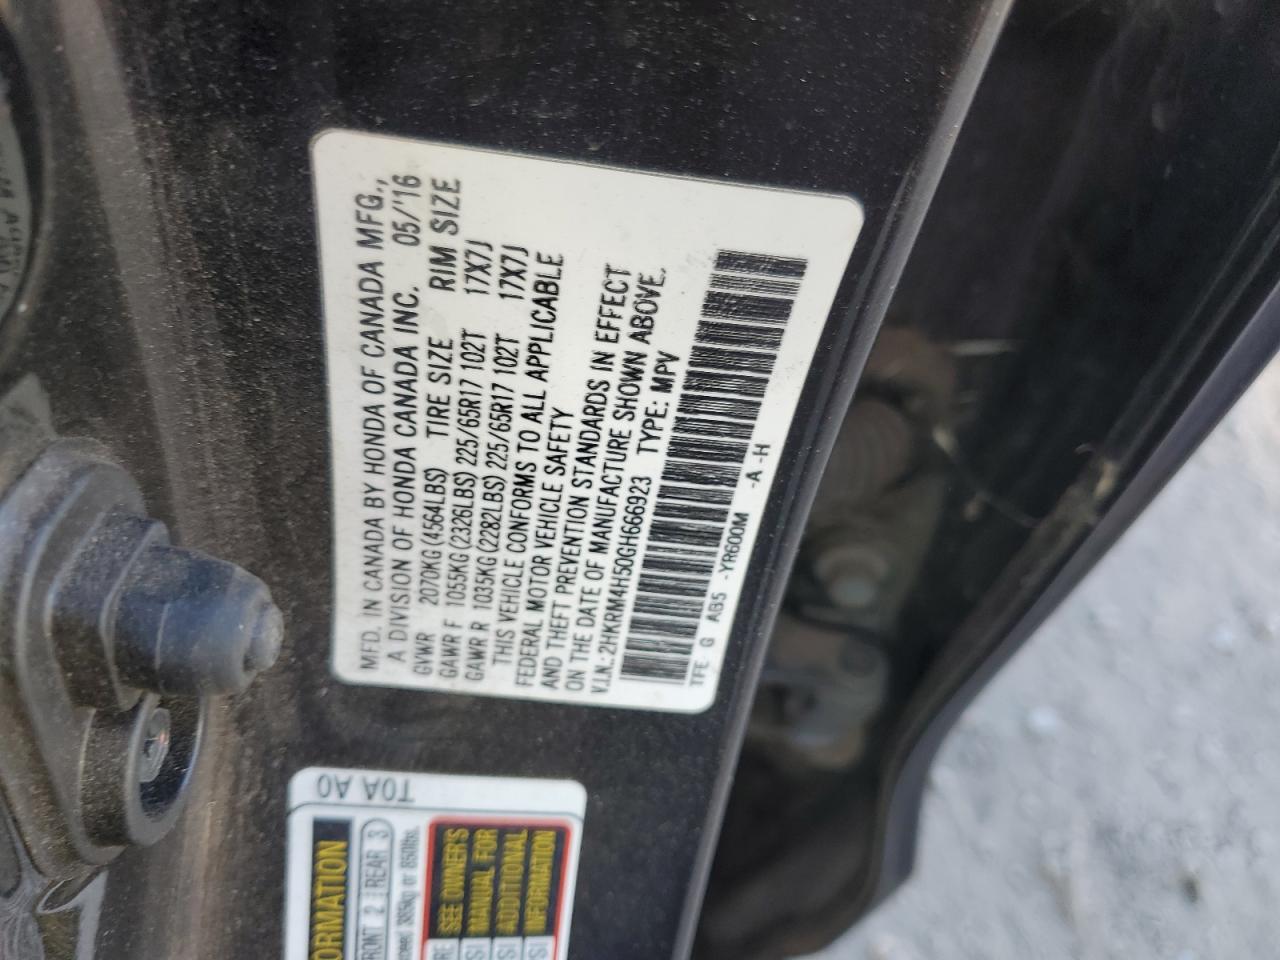 MFD. IN CANADA BY HONDA OF CANADA MFG.,
A DIVISION OF HONDA CANADA INC. 05/'16
GVWR 2070KG (4564LBS) TIRE SIZE RIM SIZE
GAWR F 1055KG (2326LBS) 225/65R17 102T 17X7J
GAWR R 1035KG (2282LBS) 225/65R17 102T 17X7J
THIS VEHICLE CONFORMS TO ALL APPLICABLE
FEDERAL MOTOR VEHICLE SAFETY
AND THEFT PREVENTION STANDARDS IN EFFECT
ON THE DATE OF MANUFACTURE SHOWN ABOVE.
V.I.N.: 2HKRM4H50GH666923 TYPE: MPV
TFE G AB5 -YR600M -A -H
T0A A0
FRONT 2 REAR 3
385kg or 850lbs.
SEE OWNER'S
MANUAL FOR
ADDITIONAL
INFORMATION